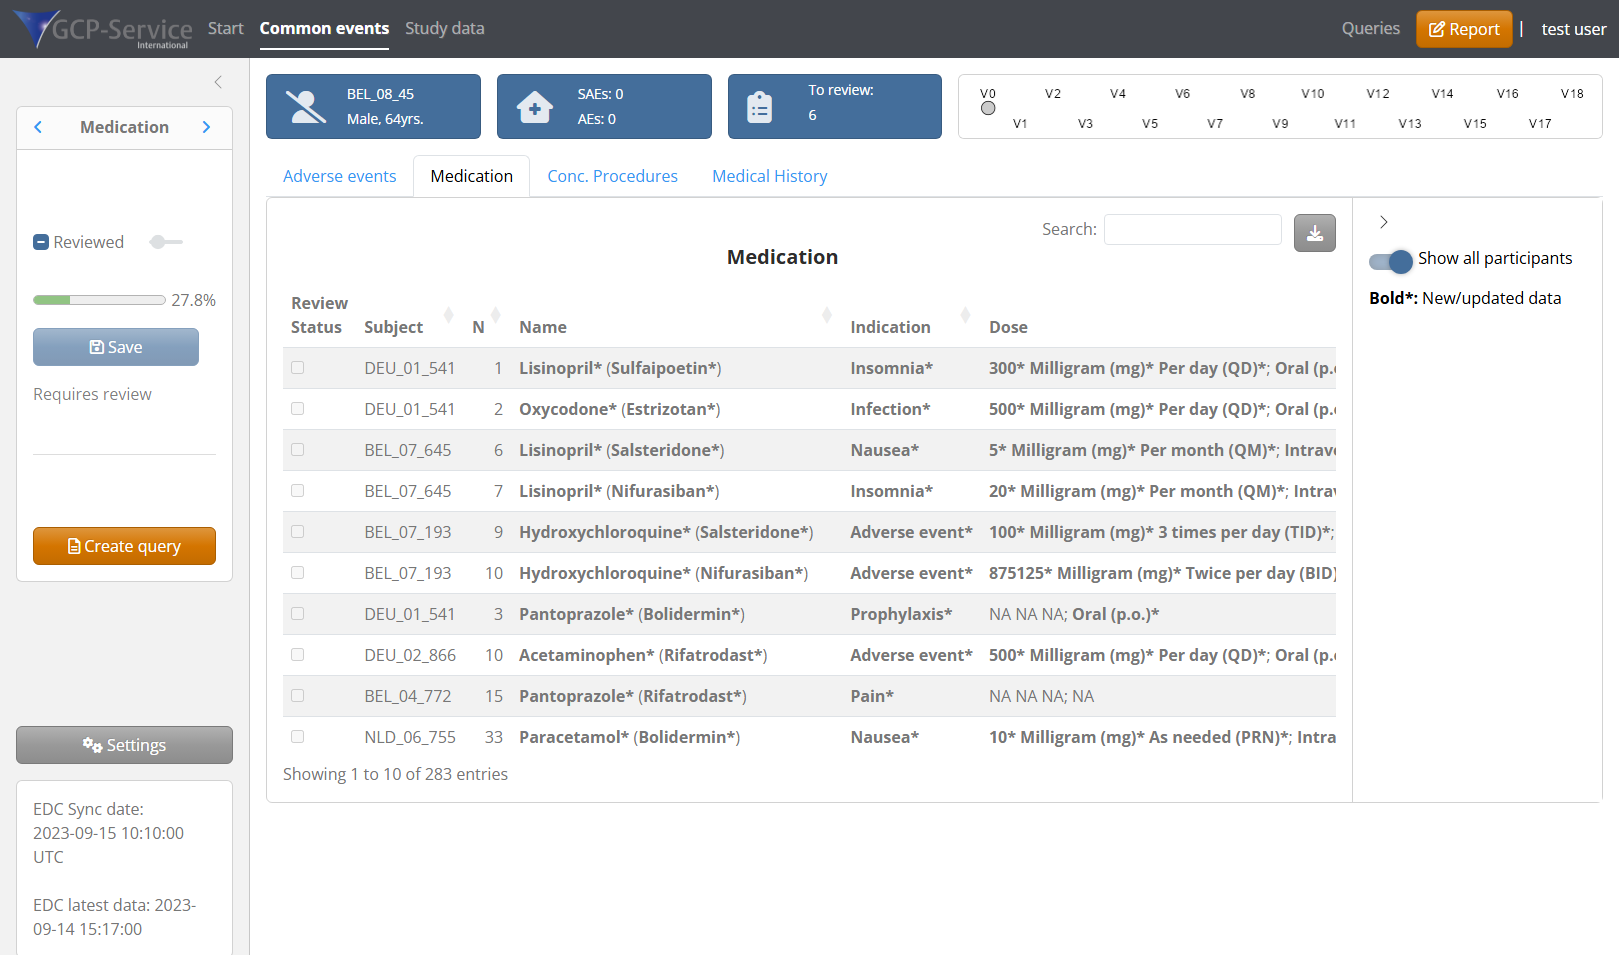 GCP-Service
International
Start Common events Study data
Queries Report | test user
Medication
Reviewed
27.8%
Save
Requires review
Create query
Settings
EDC Sync date:
2023-09-15 10:10:00
UTC
EDC latest data: 2023-
09-14 15:17:00
BEL_08_45
Male, 64yrs.
SAEs: 0
AEs: 0
To review:
6
V0 V2 V4 V6 V8 V10 V12 V14 V16 V18
V1 V3 V5 V7 V9 V11 V13 V15 V17
Adverse events Medication Conc. Procedures Medical History
Search:
Medication
Review
Status Subject N Name Indication Dose
DEU_01_541 1 Lisinopril* (Sulfaipoetin*) Insomnia* 300* Milligram (mg)* Per day (QD)*; Oral (p.o
DEU_01_541 2 Oxycodone* (Estrizotan*) Infection* 500* Milligram (mg)* Per day (QD)*; Oral (p.o
BEL_07_645 6 Lisinopril* (Salsteridone*) Nausea* 5* Milligram (mg)* Per month (QM)*; Intrave
BEL_07_645 7 Lisinopril* (Nifurasiban*) Insomnia* 20* Milligram (mg)* Per month (QM)*; Intrav
BEL_07_193 9 Hydroxychloroquine* (Salsteridone*) Adverse event* 100* Milligram (mg)* 3 times per day (TID)*;
BEL_07_193 10 Hydroxychloroquine* (Nifurasiban*) Adverse event* 875125* Milligram (mg)* Twice per day (BID)
DEU_01_541 3 Pantoprazole* (Bolidermin*) Prophylaxis* NA NA NA; Oral (p.o.)*
DEU_02_866 10 Acetaminophen* (Rifatrodast*) Adverse event* 500* Milligram (mg)* Per day (QD)*; Oral (p.o
BEL_04_772 15 Pantoprazole* (Rifatrodast*) Pain* NA NA NA; NA
NLD_06_755 33 Paracetamol* (Bolidermin*) Nausea* 10* Milligram (mg)* As needed (PRN)*; Intra
Showing 1 to 10 of 283 entries
Show all participants
Bold*: New/updated data